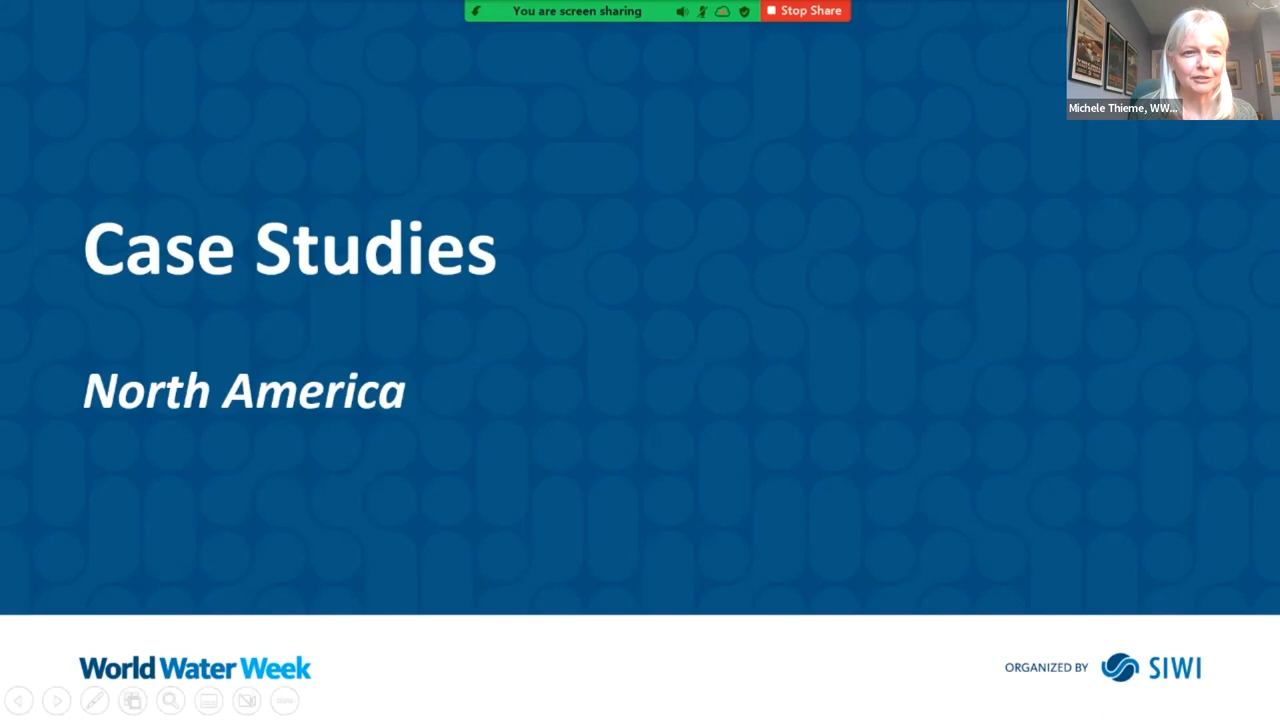 You are screen sharing
Stop Share
Michele Thieme, WW...
Case Studies
North America
World Water Week
ORGANIZED BY
SIWI